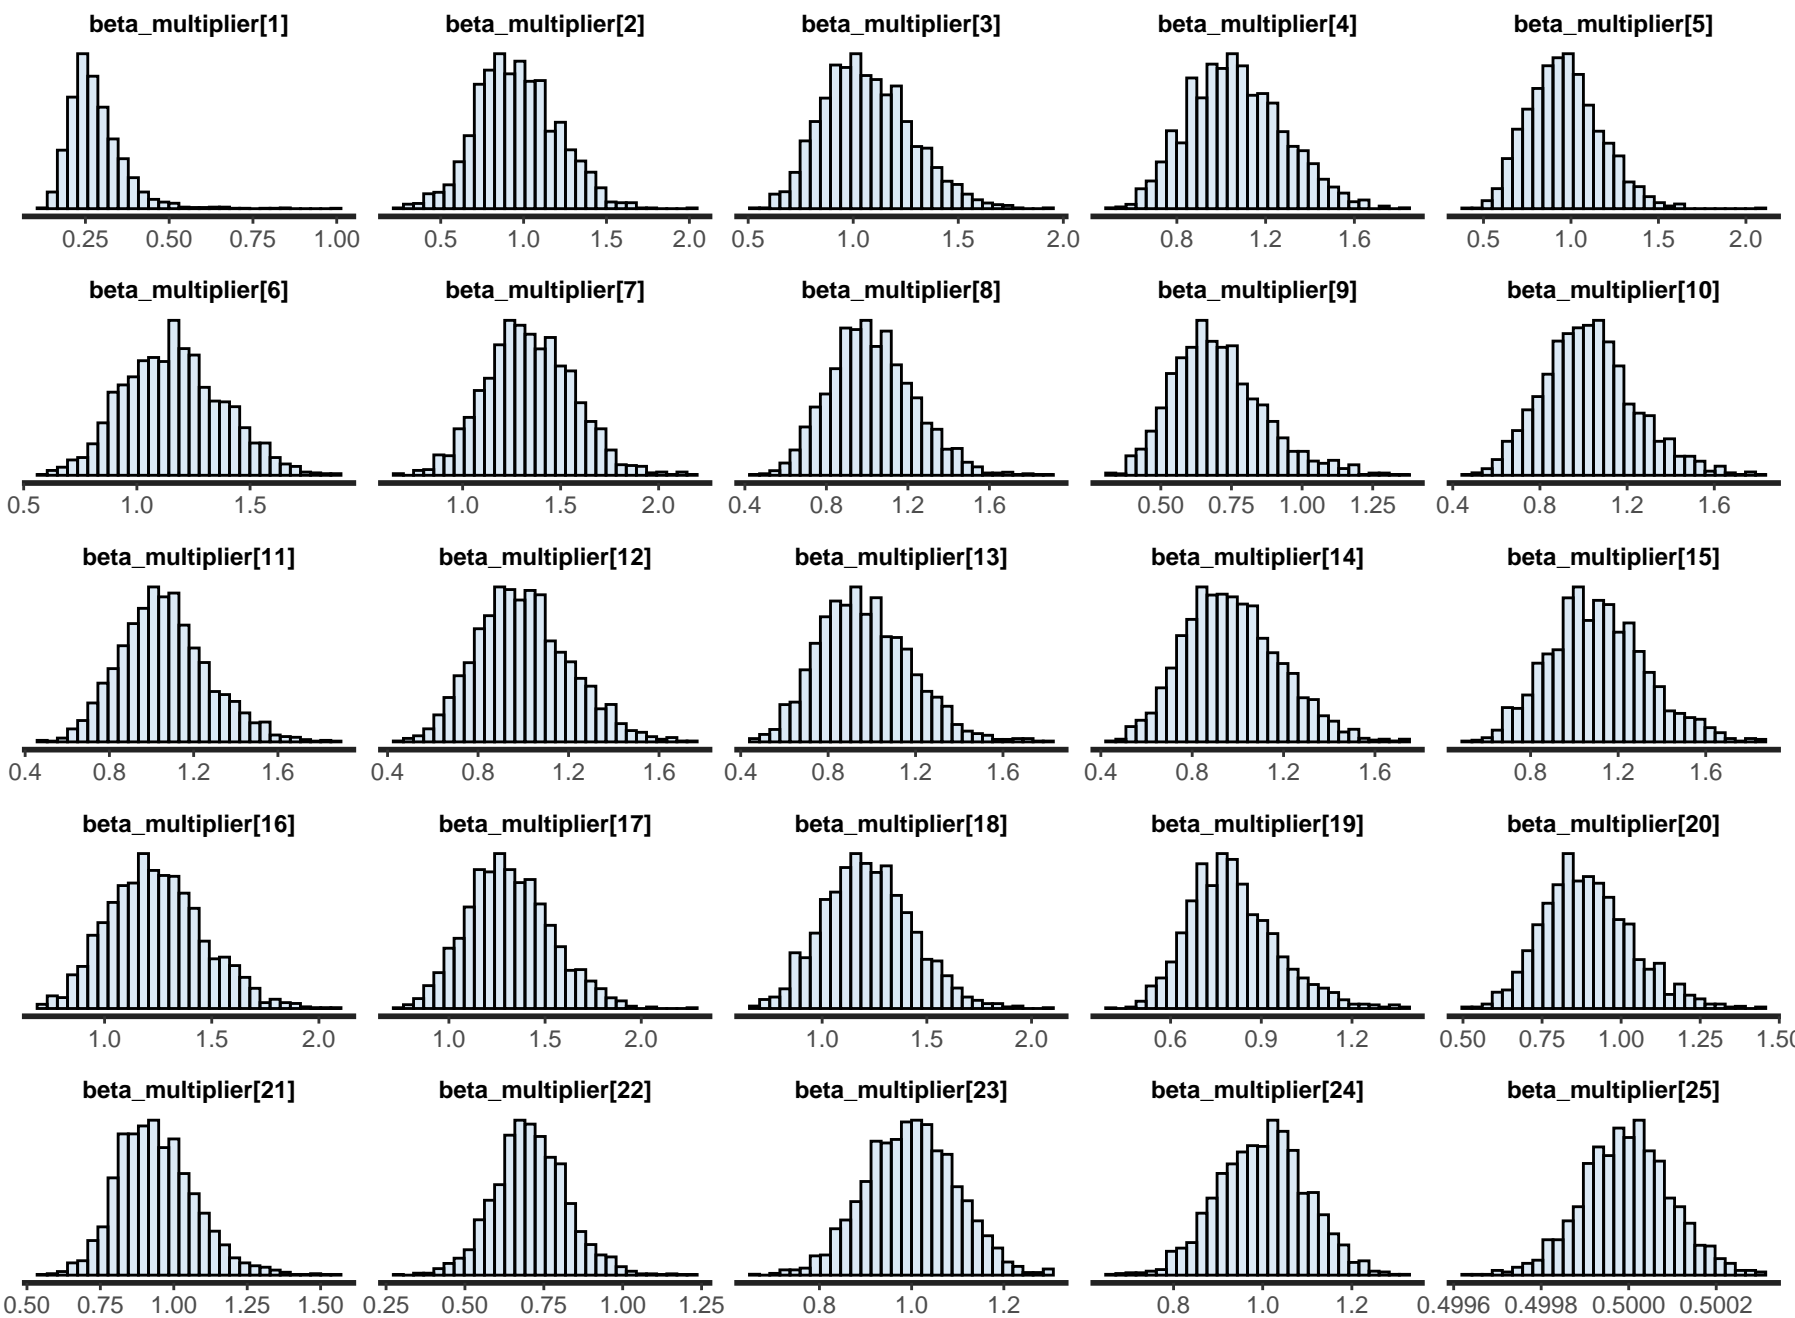 beta_multiplier[1] beta_multiplier[2] beta_multiplier[3] beta_multiplier[4] beta_multiplier[5]
0.25 0.50 0.75 1.00 0.5 1.0 1.5 2.0 0.5 1.0 1.5 2.0 0.8 1.2 1.6 0.5 1.0 1.5 2.0
beta_multiplier[6] beta_multiplier[7] beta_multiplier[8] beta_multiplier[9] beta_multiplier[10]
0.5 1.0 1.5 1.0 1.5 2.0 0.4 0.8 1.2 1.6 0.50 0.75 1.00 1.25 0.4 0.8 1.2 1.6
beta_multiplier[11] beta_multiplier[12] beta_multiplier[13] beta_multiplier[14] beta_multiplier[15]
0.4 0.8 1.2 1.6 0.4 0.8 1.2 1.6 0.4 0.8 1.2 1.6 0.4 0.8 1.2 1.6 0.8 1.2 1.6
beta_multiplier[16] beta_multiplier[17] beta_multiplier[18] beta_multiplier[19] beta_multiplier[20]
1.0 1.5 2.0 1.0 1.5 2.0 1.0 1.5 2.0 0.6 0.9 1.2 0.50 0.75 1.00 1.25 1.50
beta_multiplier[21] beta_multiplier[22] beta_multiplier[23] beta_multiplier[24] beta_multiplier[25]
0.50 0.75 1.00 1.25 1.50 0.25 0.50 0.75 1.00 1.25 0.8 1.0 1.2 0.8 1.0 1.2 0.4996 0.4998 0.5000 0.5002